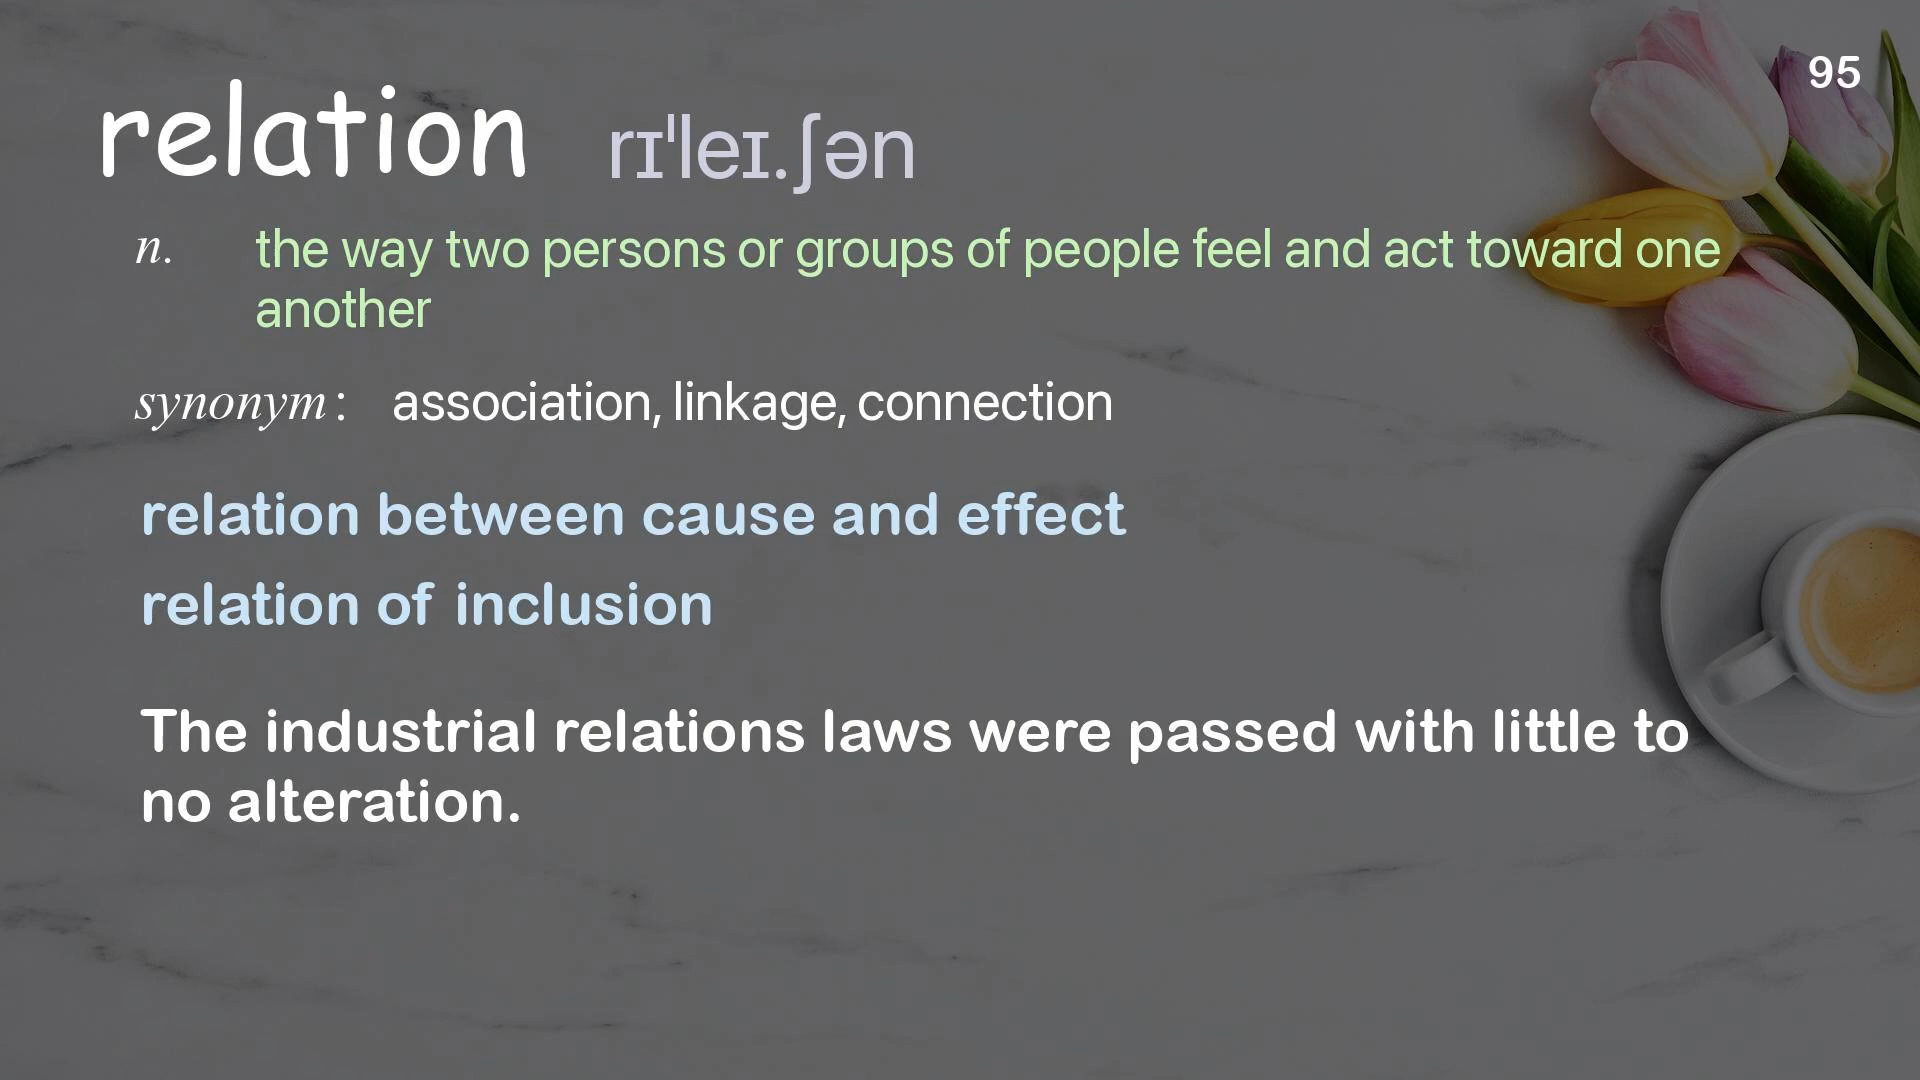 95
relation rɪˈleɪ.ʃən
n. the way two persons or groups of people feel and act toward one
another
synonym: association, linkage, connection
relation between cause and effect
relation of inclusion
The industrial relations laws were passed with little to
no alteration.